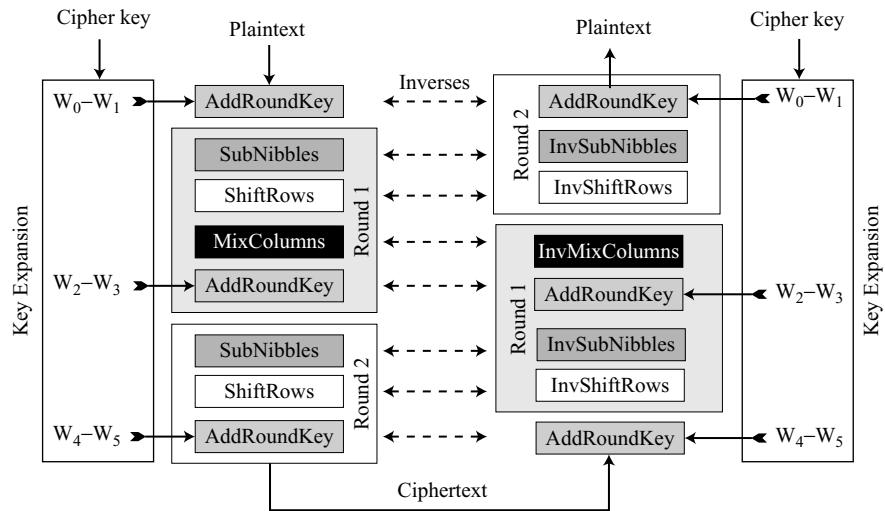 Cipher key
Plaintext
Plaintext
Cipher key
Inverses
W0–W1
AddRoundKey
AddRoundKey
W0–W1
Round 2
SubNibbles
InvSubNibbles
ShiftRows
InvShiftRows
Round 1
MixColumns
InvMixColumns
Key Expansion
W2–W3
AddRoundKey
AddRoundKey
W2–W3
Key Expansion
Round 1
SubNibbles
InvSubNibbles
Round 2
ShiftRows
InvShiftRows
W4–W5
AddRoundKey
AddRoundKey
W4–W5
Ciphertext